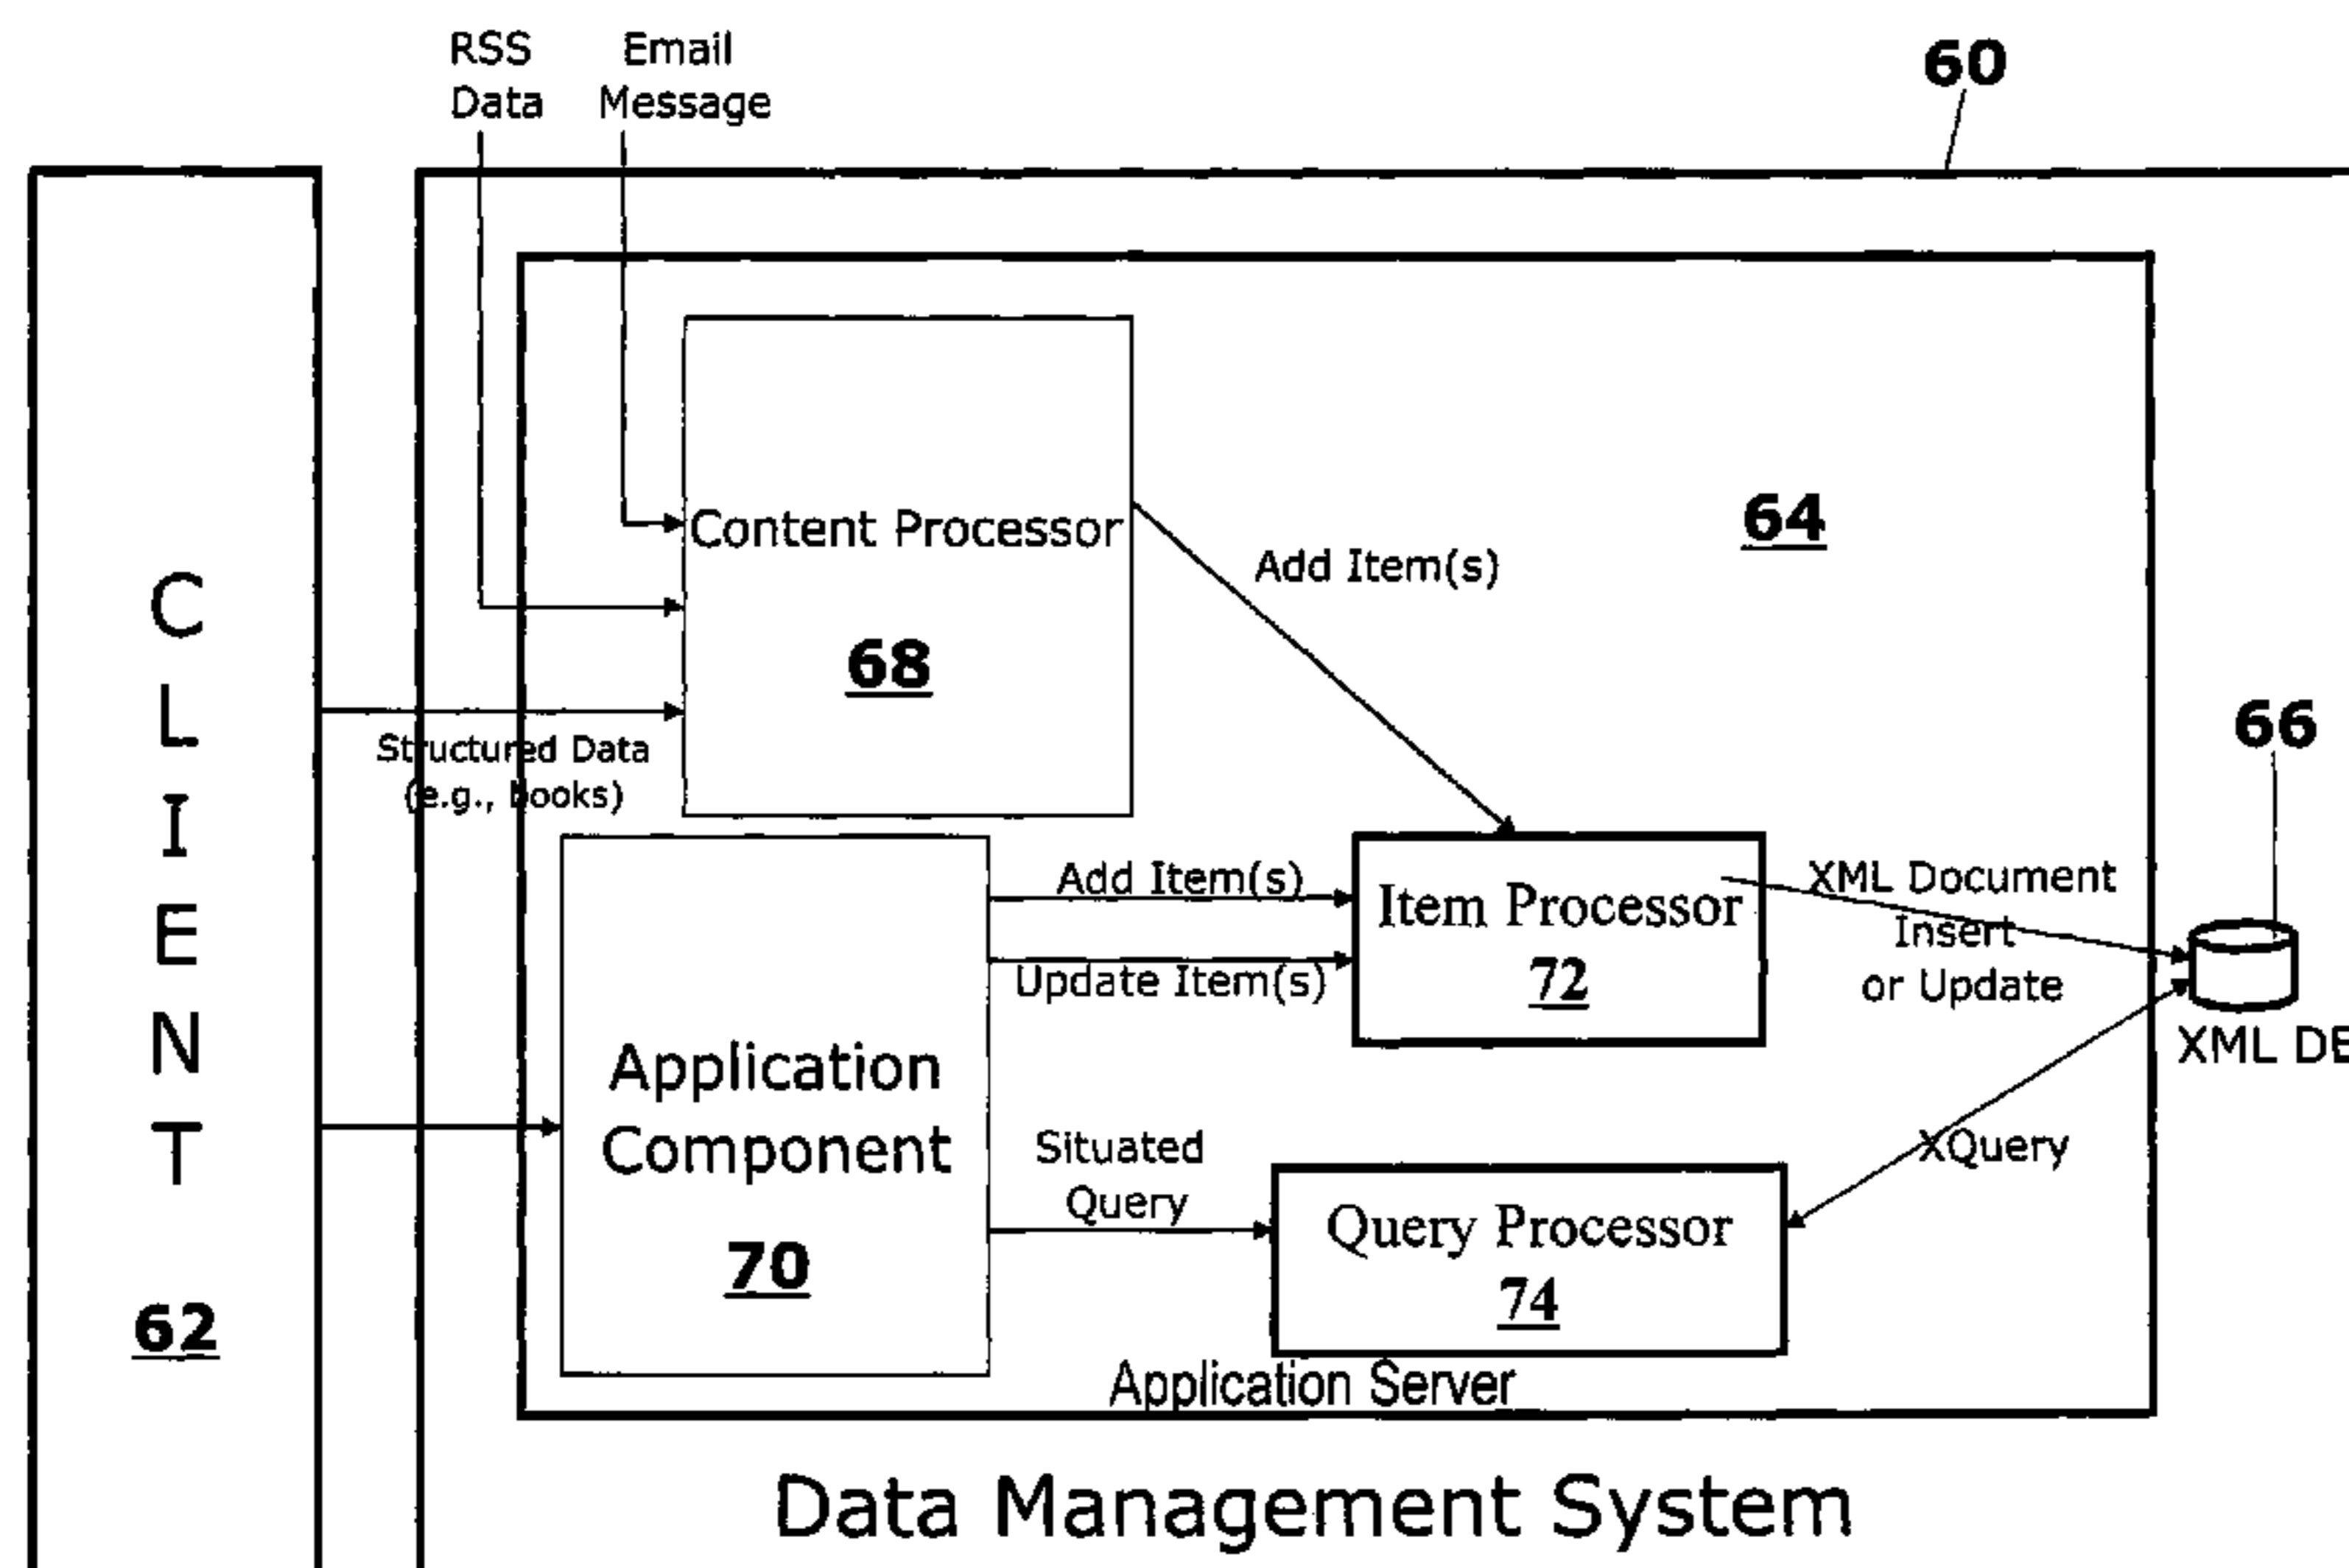 RSS
Data
Email
Message
60
C
L
I
E
N
T
62
64
Content Processor
68
Add Item(s)
Structured Data
(e.g., books)
66
Add Item(s)
Update Item(s)
Item Processor
72
XML Document
Insert
or Update
XML
Application
Component
70
Situated
Query
XQuery
Query Processor
74
Application Server
Data Management System